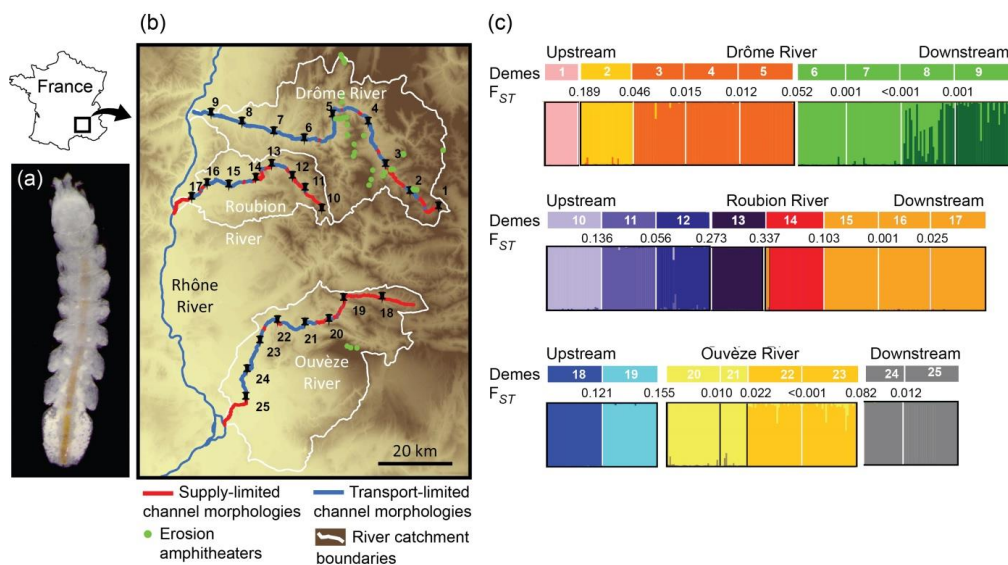 (a)
France
(b)
Drôme River
9
8
7
6
5
4
3
2
1
13
12
11
10
16
15
14
17
Roubion
River
Rhône
River
18
19
20
21
22
23
24
25
Ouvèze
River
20 km
Supply-limited
channel morphologies
Transport-limited
channel morphologies
Erosion
amphitheaters
River catchment
boundaries
(c)
Upstream Drôme River Downstream
Demes 1 2 3 4 5 6 7 8 9
FST 0.189 0.046 0.015 0.012 0.052 0.001 <0.001 0.001
Upstream Roubion River Downstream
Demes 10 11 12 13 14 15 16 17
FST 0.136 0.056 0.273 0.337 0.103 0.001 0.025
Upstream Ouvèze River Downstream
Demes 18 19 20 21 22 23 24 25
FST 0.121 0.155 0.010 0.022 <0.001 0.082 0.012